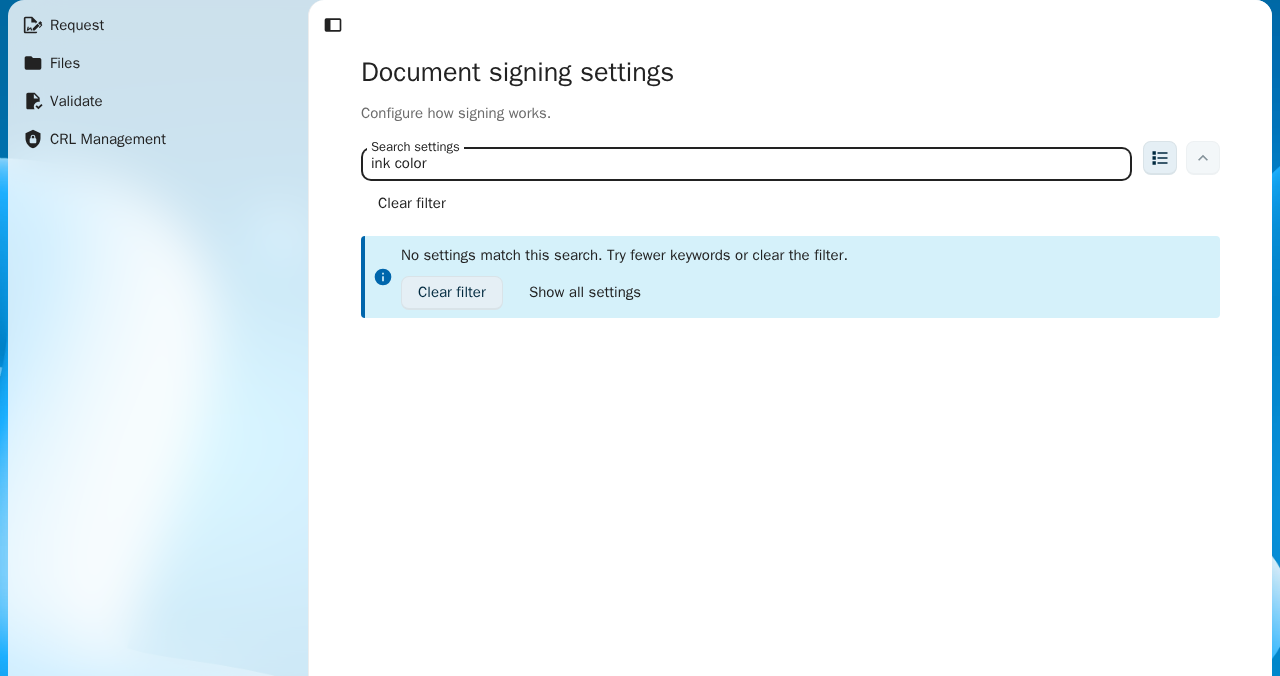 Request
Files
Validate
CRL Management
Document signing settings
Configure how signing works.
Search settings
ink color
Clear filter
No settings match this search. Try fewer keywords or clear the filter.
Clear filter
Show all settings